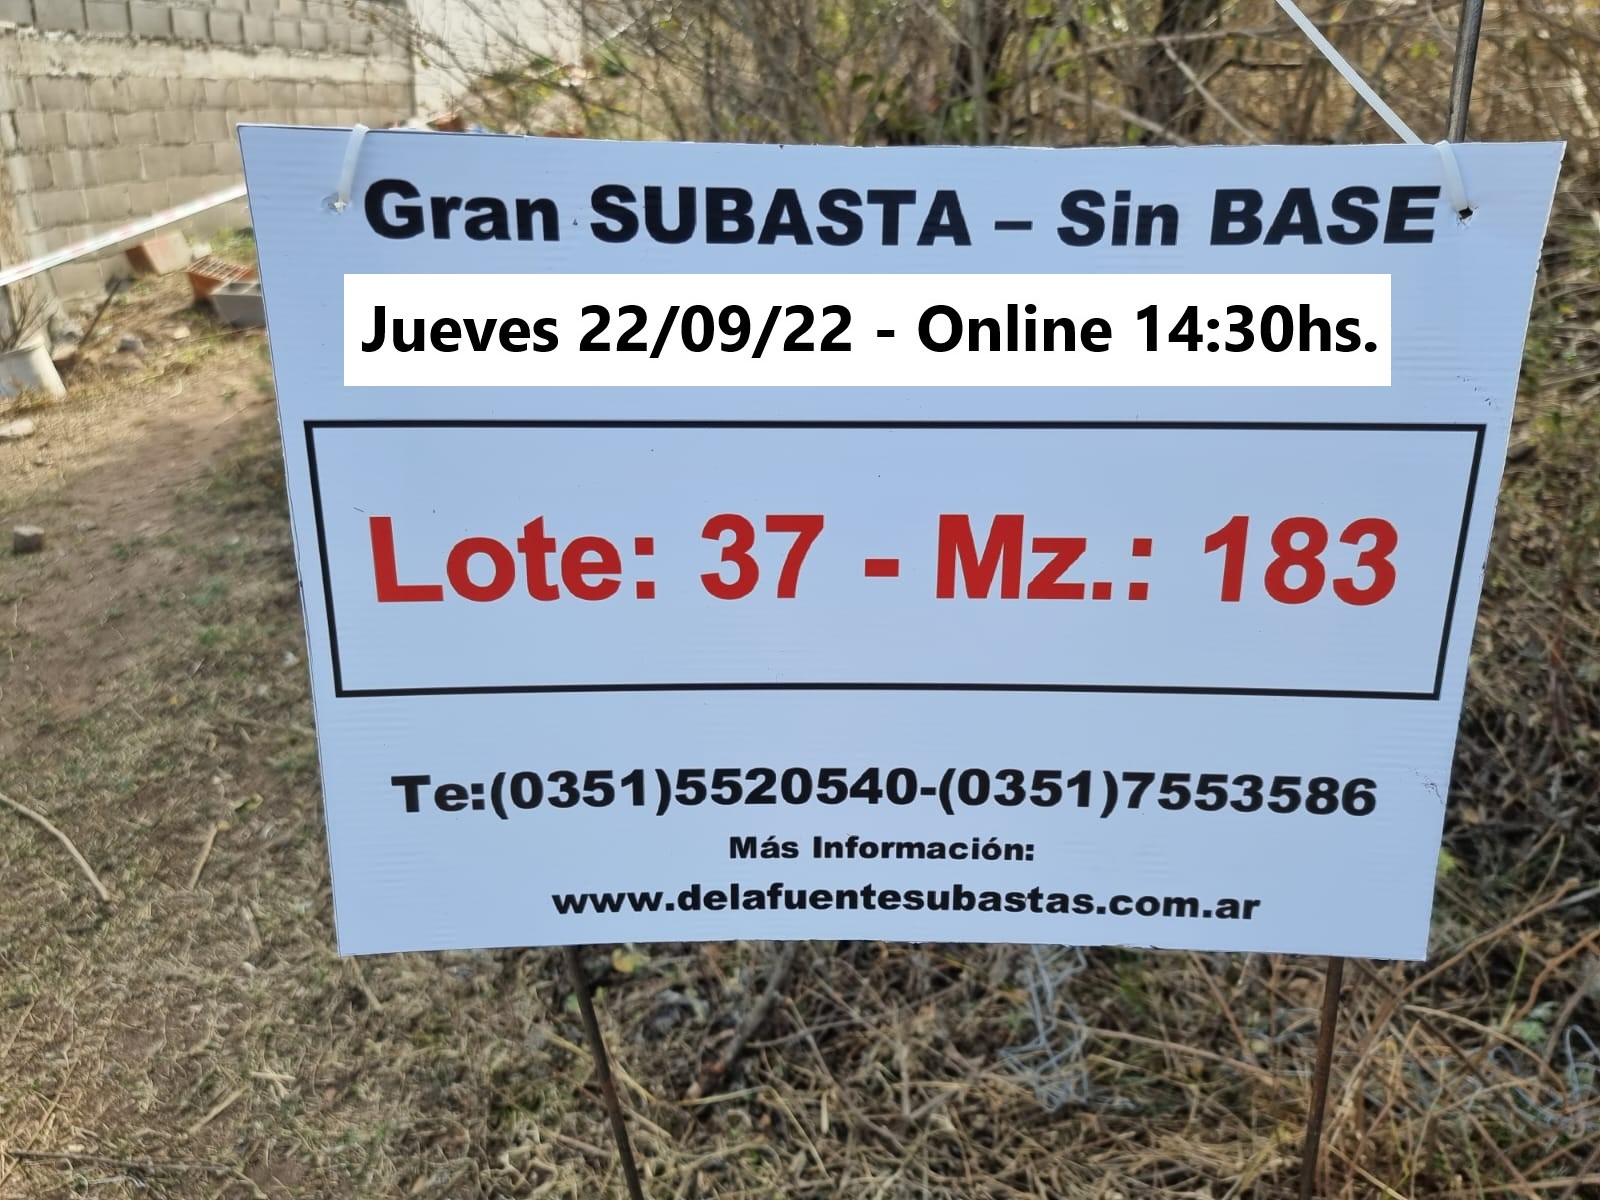 Gran SUBASTA – Sin BASE
Jueves 22/09/22 - Online 14:30hs.
Lote: 37 - Mz.: 183
Te:(0351)5520540-(0351)7553586
Más Información:
www.delafuentesubastas.com.ar